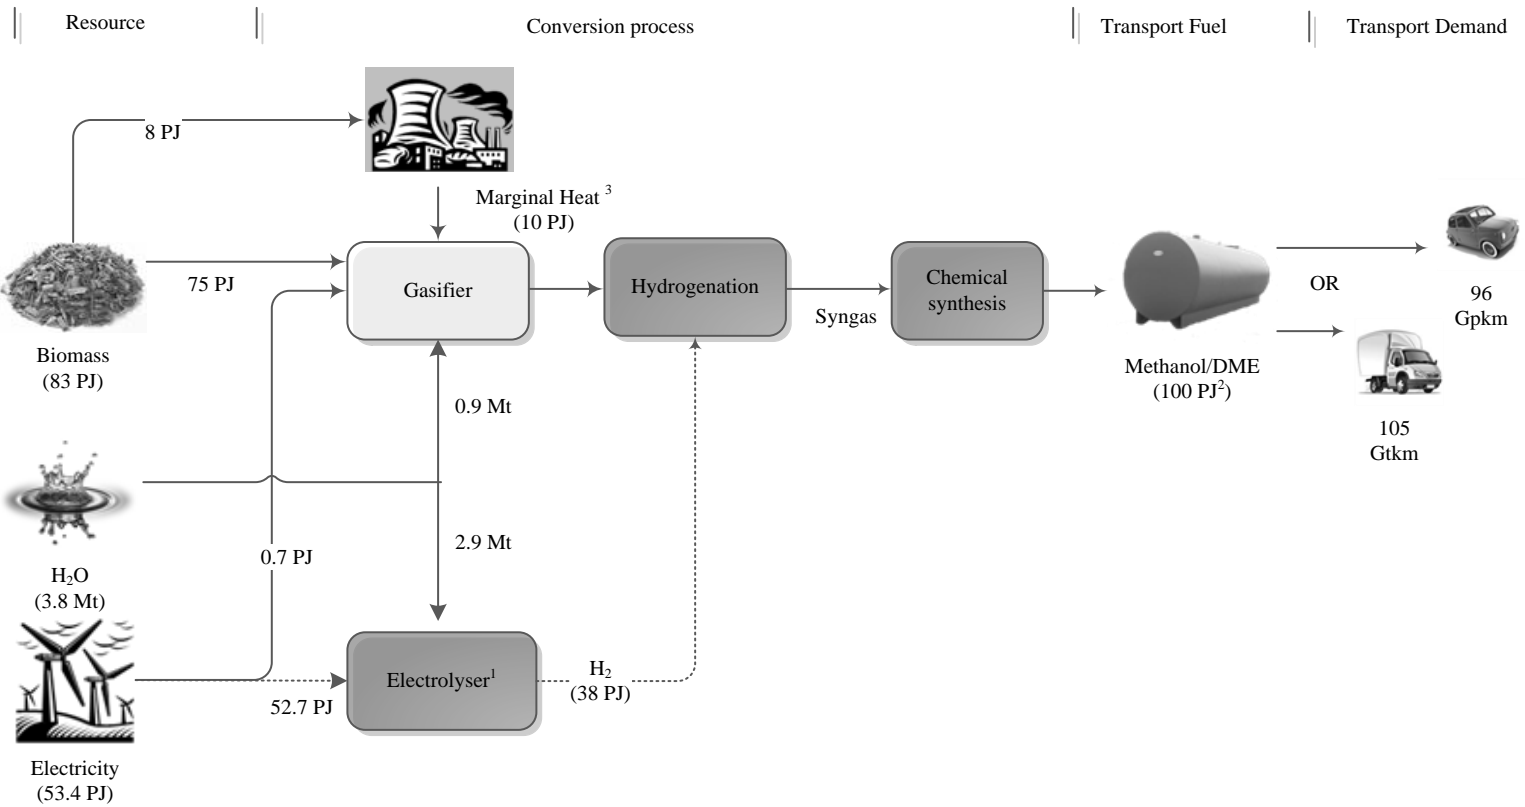 Resource
Conversion process
Transport Fuel
Transport Demand
8 PJ
Marginal Heat ³
(10 PJ)
75 PJ
Gasifier
Hydrogenation
Syngas
Chemical
synthesis
OR
96
Gpkm
Biomass
(83 PJ)
Methanol/DME
(100 PJ²)
0.9 Mt
105
Gtkm
2.9 Mt
0.7 PJ
H₂O
(3.8 Mt)
Electrolyser¹
H₂
(38 PJ)
52.7 PJ
Electricity
(53.4 PJ)